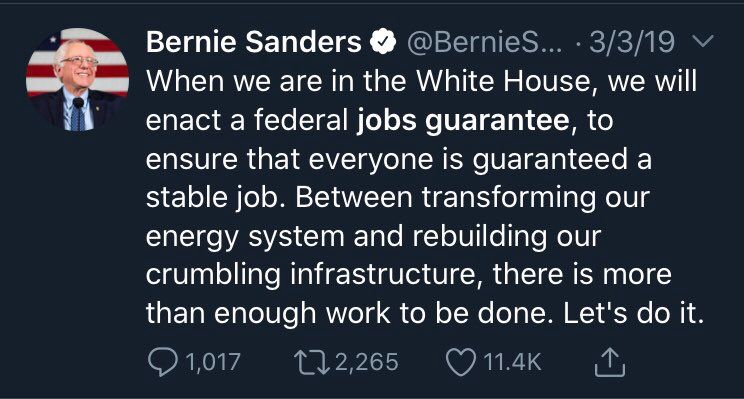 Bernie Sanders @BernieS... · 3/3/19
When we are in the White House, we will
enact a federal jobs guarantee, to
ensure that everyone is guaranteed a
stable job. Between transforming our
energy system and rebuilding our
crumbling infrastructure, there is more
than enough work to be done. Let's do it.
1,017 2,265 11.4K